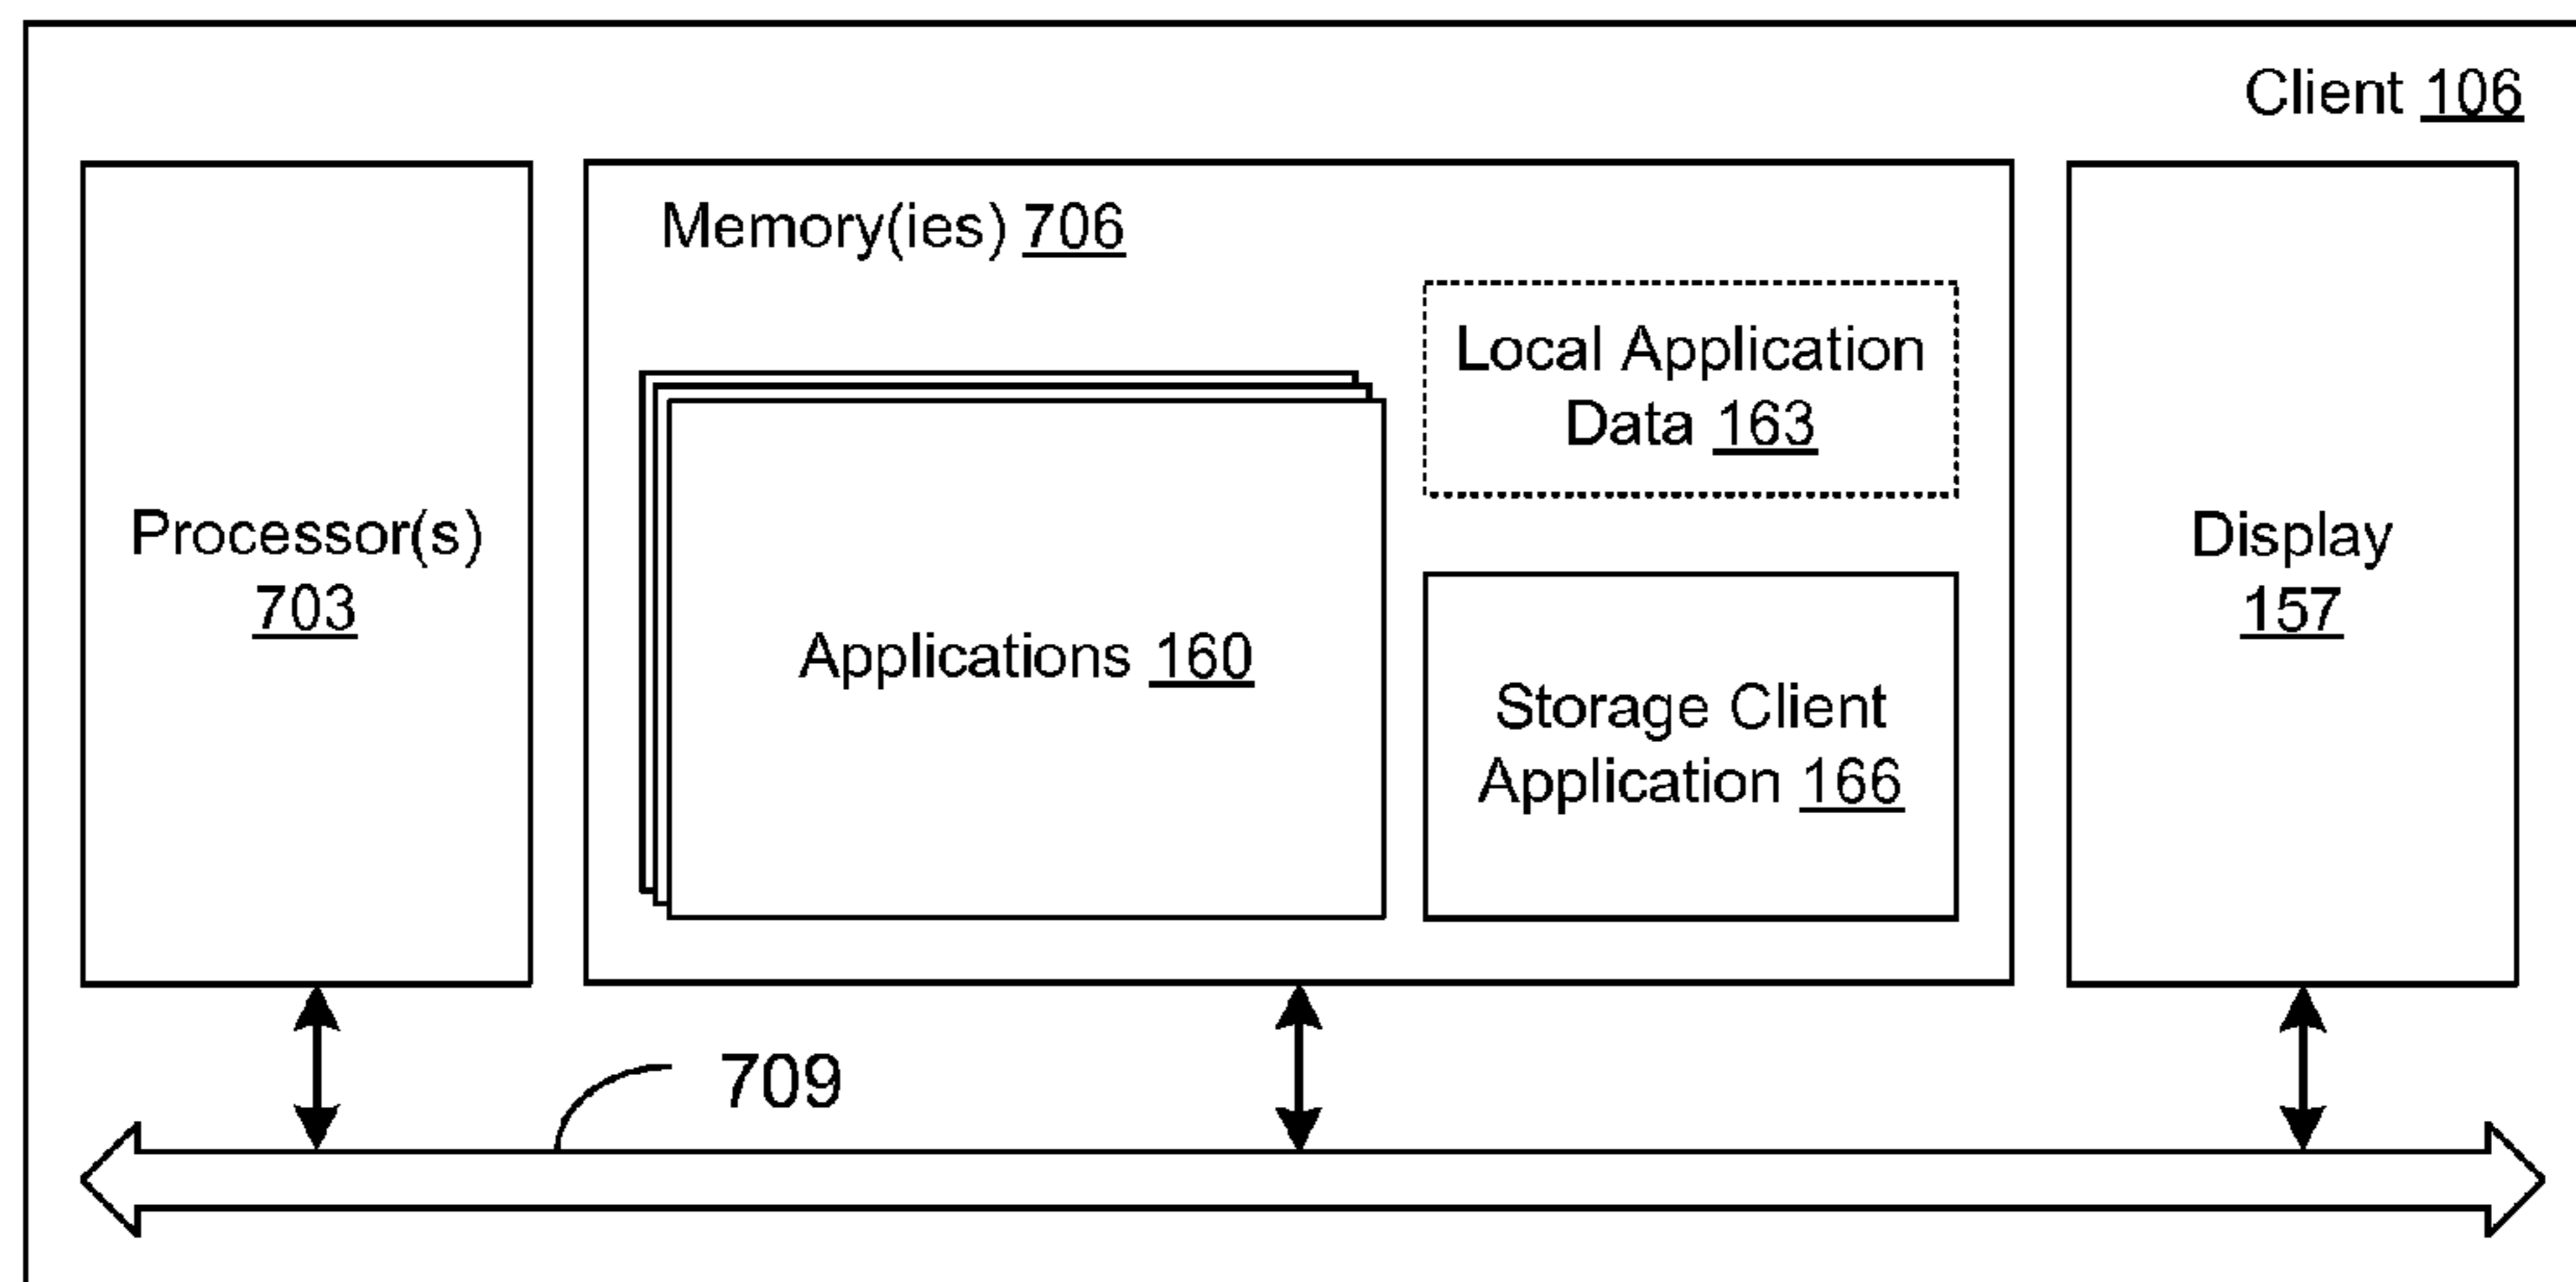 Client 106
Memory(ies) 706
Local Application
Data 163
Processor(s)
703
Applications 160
Storage Client
Application 166
Display
157
709